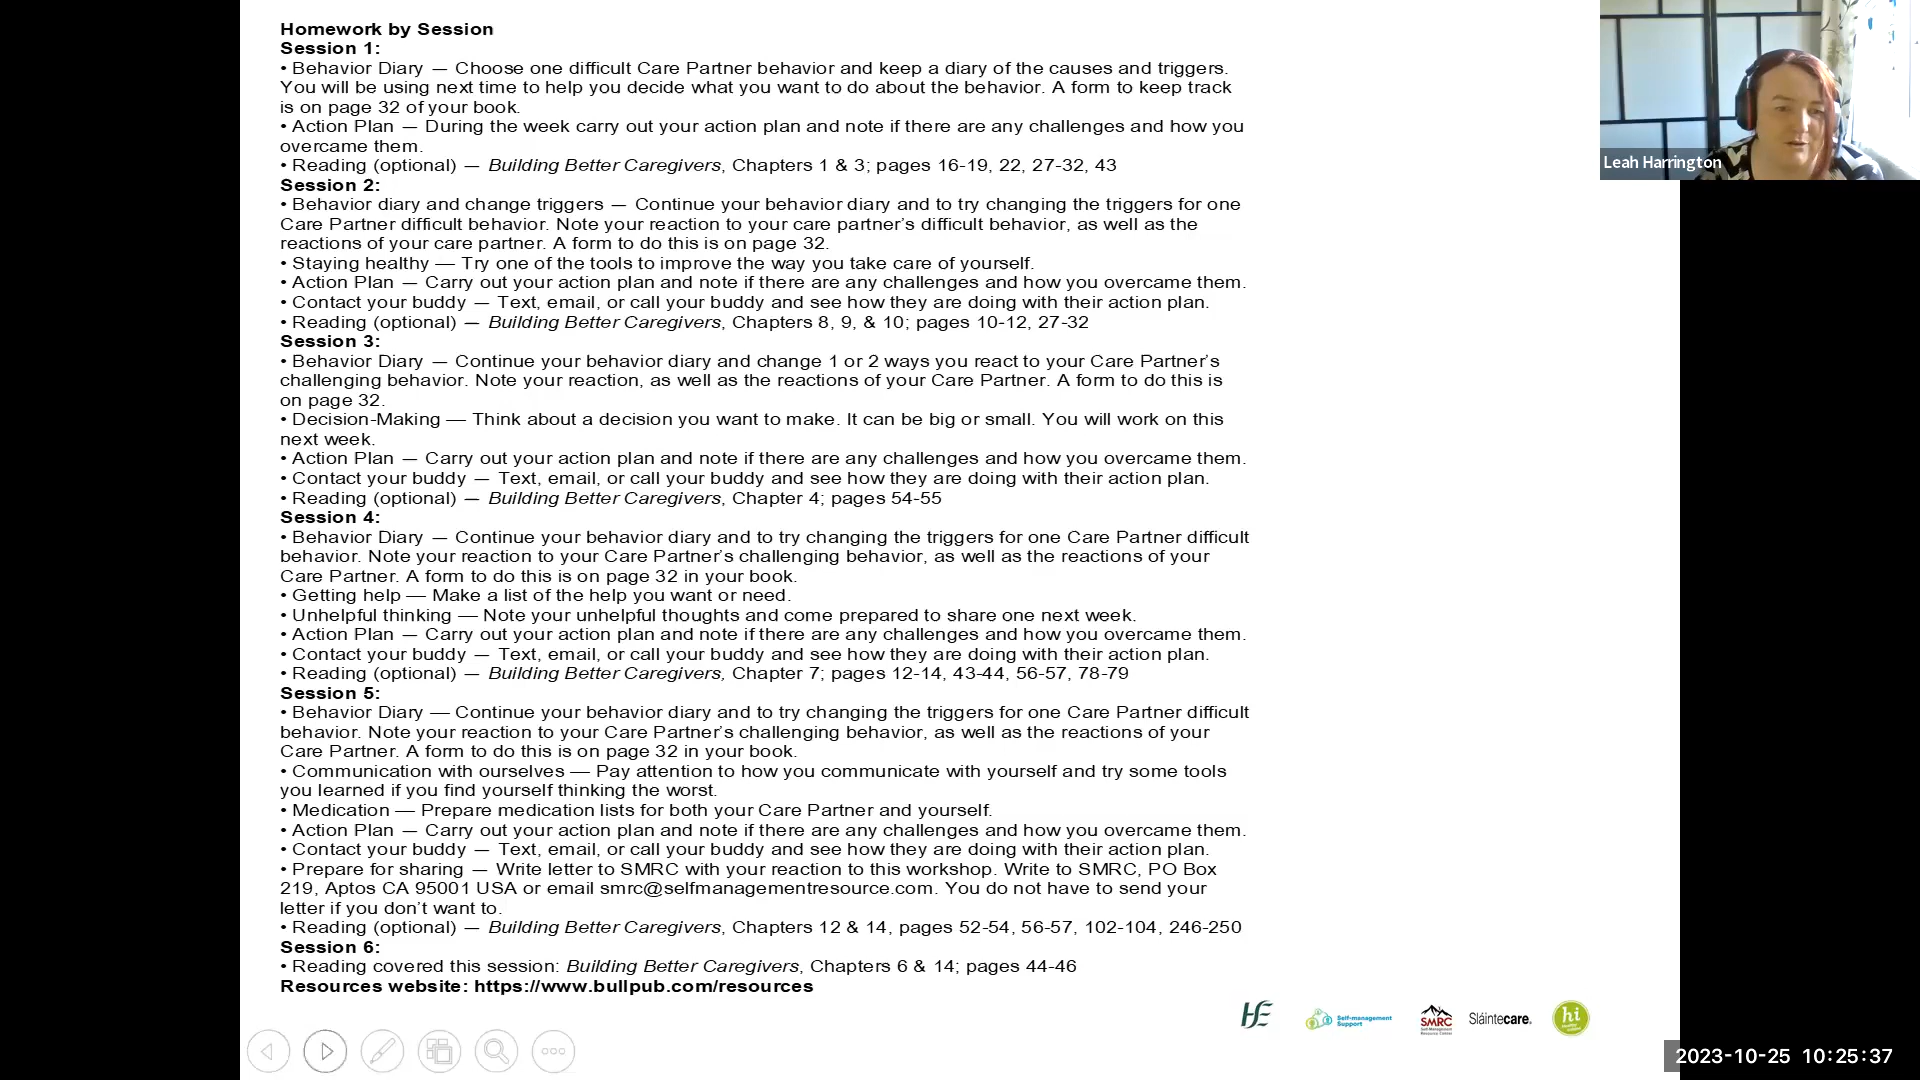 Homework by Session
Session 1:
• Behavior Diary — Choose one difficult Care Partner behavior and keep a diary of the causes and triggers.
You will be using next time to help you decide what you want to do about the behavior. A form to keep track
is on page 32 of your book.
• Action Plan — During the week carry out your action plan and note if there are any challenges and how you
overcame them.
• Reading (optional) — Building Better Caregivers, Chapters 1 & 3; pages 16-19, 22, 27-32, 43
Session 2:
• Behavior diary and change triggers — Continue your behavior diary and to try changing the triggers for one
Care Partner difficult behavior. Note your reaction to your care partner’s difficult behavior, as well as the
reactions of your care partner. A form to do this is on page 32.
• Staying healthy — Try one of the tools to improve the way you take care of yourself.
• Action Plan — Carry out your action plan and note if there are any challenges and how you overcame them.
• Contact your buddy — Text, email, or call your buddy and see how they are doing with their action plan.
• Reading (optional) — Building Better Caregivers, Chapters 8, 9, & 10; pages 10-12, 27-32
Session 3:
• Behavior Diary — Continue your behavior diary and change 1 or 2 ways you react to your Care Partner’s
challenging behavior. Note your reaction, as well as the reactions of your Care Partner. A form to do this is
on page 32.
• Decision-Making — Think about a decision you want to make. It can be big or small. You will work on this
next week.
• Action Plan — Carry out your action plan and note if there are any challenges and how you overcame them.
• Contact your buddy — Text, email, or call your buddy and see how they are doing with their action plan.
• Reading (optional) — Building Better Caregivers, Chapter 4; pages 54-55
Session 4:
• Behavior Diary — Continue your behavior diary and to try changing the triggers for one Care Partner difficult
behavior. Note your reaction to your Care Partner’s challenging behavior, as well as the reactions of your
Care Partner. A form to do this is on page 32 in your book.
• Getting help — Make a list of the help you want or need.
• Unhelpful thinking — Note your unhelpful thoughts and come prepared to share one next week.
• Action Plan — Carry out your action plan and note if there are any challenges and how you overcame them.
• Contact your buddy — Text, email, or call your buddy and see how they are doing with their action plan.
• Reading (optional) — Building Better Caregivers, Chapter 7; pages 12-14, 43-44, 56-57, 78-79
Session 5:
• Behavior Diary — Continue your behavior diary and to try changing the triggers for one Care Partner difficult
behavior. Note your reaction to your Care Partner’s challenging behavior, as well as the reactions of your
Care Partner. A form to do this is on page 32 in your book.
• Communication with ourselves — Pay attention to how you communicate with yourself and try some tools
you learned if you find yourself thinking the worst.
• Medication — Prepare medication lists for both your Care Partner and yourself.
• Action Plan — Carry out your action plan and note if there are any challenges and how you overcame them.
• Contact your buddy — Text, email, or call your buddy and see how they are doing with their action plan.
• Prepare for sharing — Write letter to SMRC with your reaction to this workshop. Write to SMRC, PO Box
219, Aptos CA 95001 USA or email smrc@selfmanagementresource.com. You do not have to send your
letter if you don’t want to.
• Reading (optional) — Building Better Caregivers, Chapters 12 & 14, pages 52-54, 56-57, 102-104, 246-250
Session 6:
• Reading covered this session: Building Better Caregivers, Chapters 6 & 14; pages 44-46
Resources website: https://www.bullpub.com/resources
Leah Harrington
Self-management
Support
SMRC
Sláintecare.
hi
2023-10-25 10:25:37